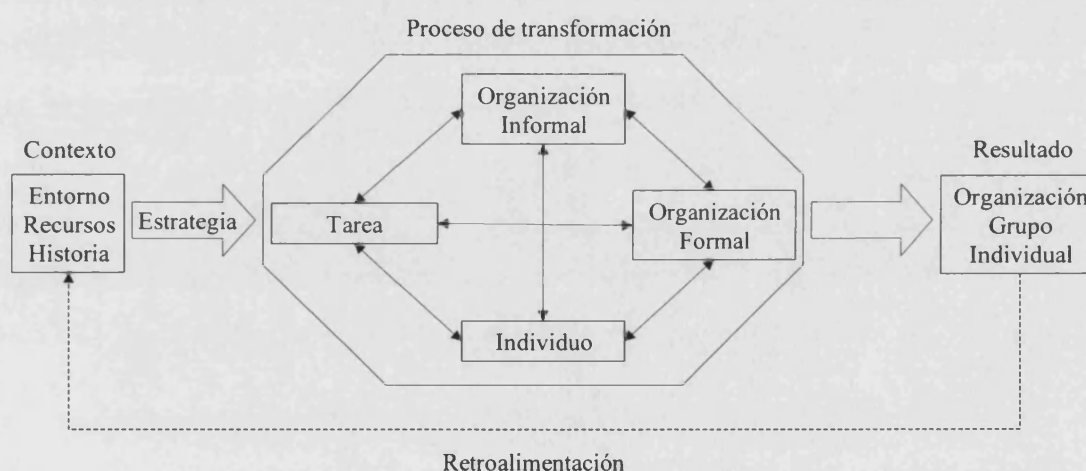 Proceso de transformación
Contexto
Entorno
Recursos
Historia
Estrategia
Organización
Informal
Tarea
Organización
Formal
Individuo
Resultado
Organización
Grupo
Individual
Retroalimentación